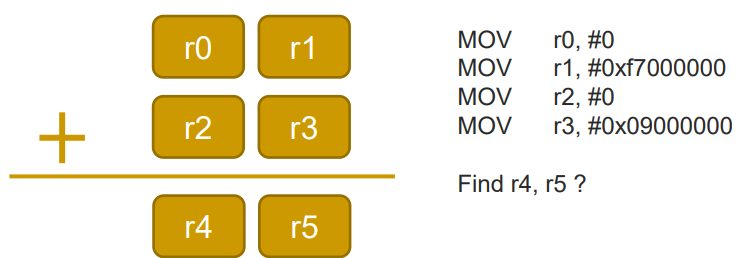 r0 r1
+ r2 r3
r4 r5
MOV r0, #0
MOV r1, #0xf7000000
MOV r2, #0
MOV r3, #0x09000000
Find r4, r5 ?